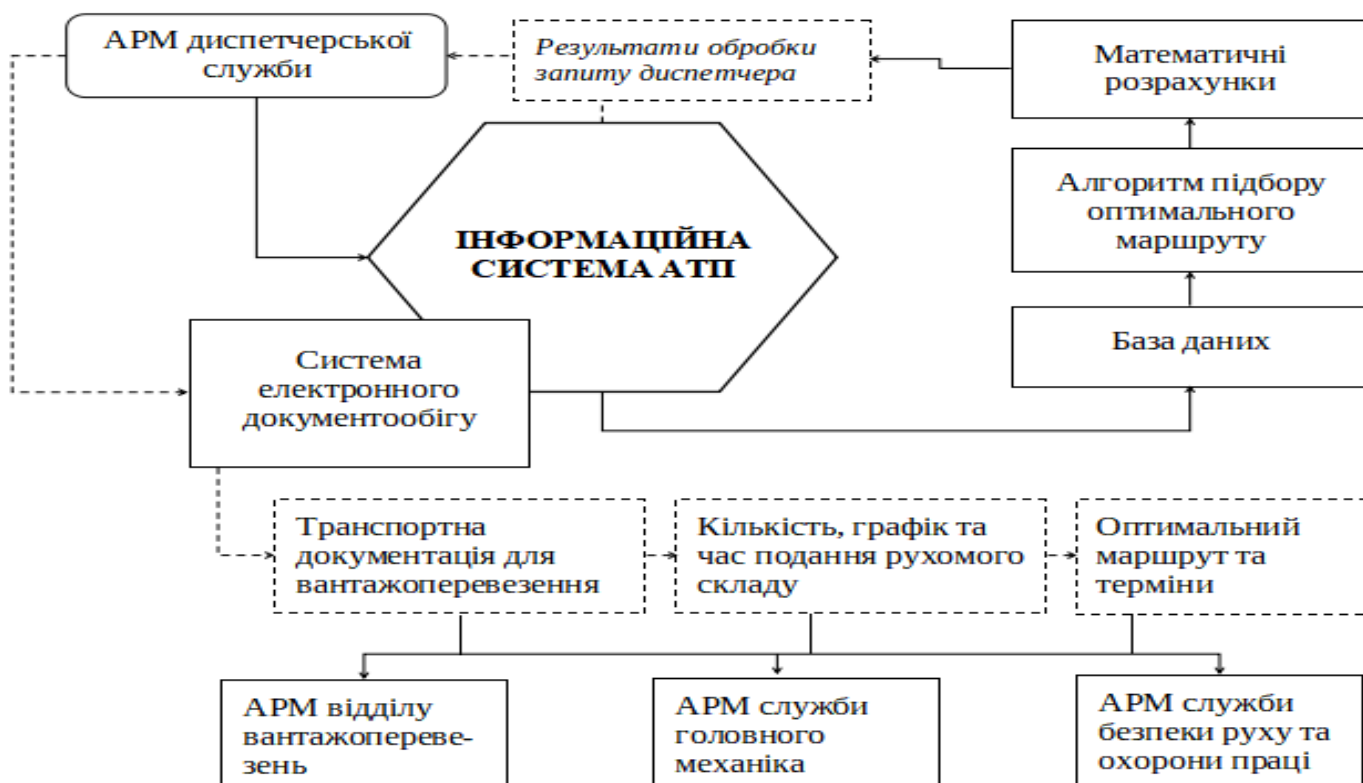 АРМ диспетчерської
служби
Результати обробки
запиту диспетчера
Математичні
розрахунки
Алгоритм підбору
оптимального
маршруту
ІНФОРМАЦІЙНА
СИСТЕМА АТП
База даних
Система
електронного
документообігу
Транспортна
документація для
вантажоперевезення
Кількість, графік та
час подання рухомого
складу
Оптимальний
маршрут та
терміни
АРМ відділу
вантажопереве-
зень
АРМ служби
головного
механіка
АРМ служби
безпеки руху та
охорони праці